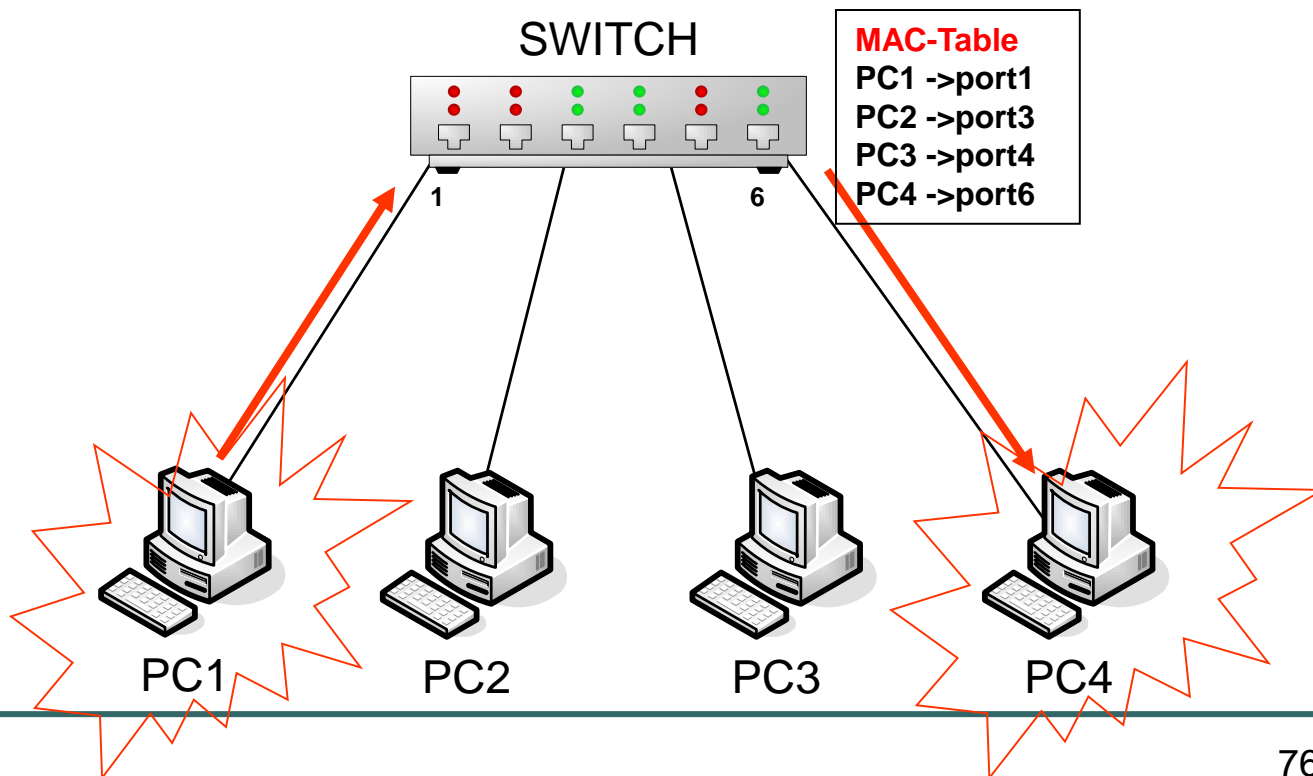 SWITCH
MAC-Table
PC1 ->port1
PC2 ->port3
PC3 ->port4
PC4 ->port6
1
6
PC1
PC2
PC3
PC4
76